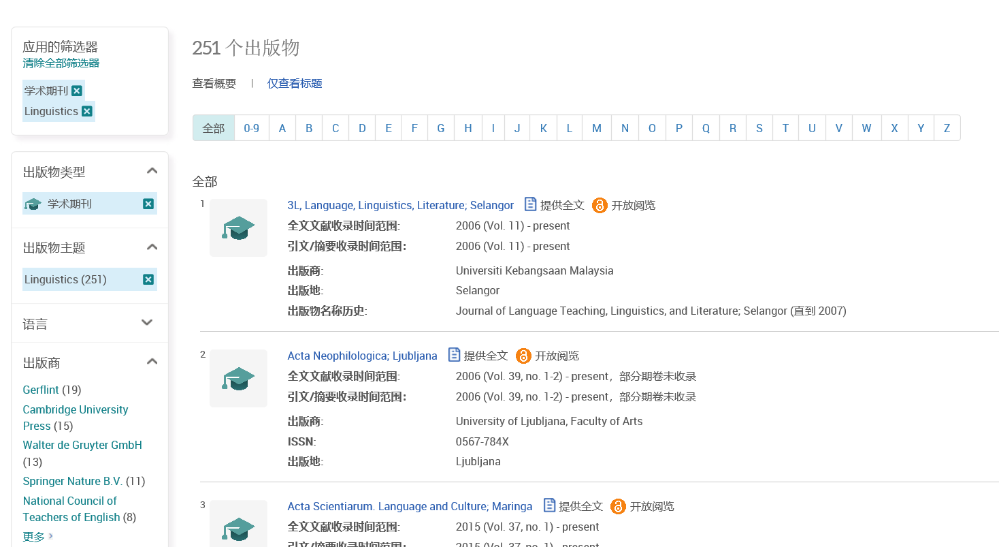 应用的筛选器
清除全部筛选器
学术期刊
Linguistics
出版物类型
学术期刊
出版物主题
Linguistics (251)
语言
出版商
Gerflint (19)
Cambridge University
Press (15)
Walter de Gruyter GmbH
(13)
Springer Nature B.V. (11)
National Council of
Teachers of English (8)
更多
251 个出版物
查看概要 | 仅查看标题
全部 0-9 A B C D E F G H I J K L M N O P Q R S T U V W X Y Z
全部
1 3L, Language, Linguistics, Literature; Selangor 提供全文 开放阅览
全文文献收录时间范围: 2006 (Vol. 11) - present
引文/摘要收录时间范围: 2006 (Vol. 11) - present
出版商: Universiti Kebangsaan Malaysia
出版地: Selangor
出版物名称历史: Journal of Language Teaching, Linguistics, and Literature; Selangor (直到 2007)
2 Acta Neophilologica; Ljubljana 提供全文 开放阅览
全文文献收录时间范围: 2006 (Vol. 39, no. 1-2) - present，部分期卷未收录
引文/摘要收录时间范围: 2006 (Vol. 39, no. 1-2) - present，部分期卷未收录
出版商: University of Ljubljana, Faculty of Arts
ISSN: 0567-784X
出版地: Ljubljana
3 Acta Scientiarum. Language and Culture; Maringa 提供全文 开放阅览
全文文献收录时间范围: 2015 (Vol. 37, no. 1) - present
引文/摘要收录时间范围: 2015 (Vol. 37, no. 1) - present